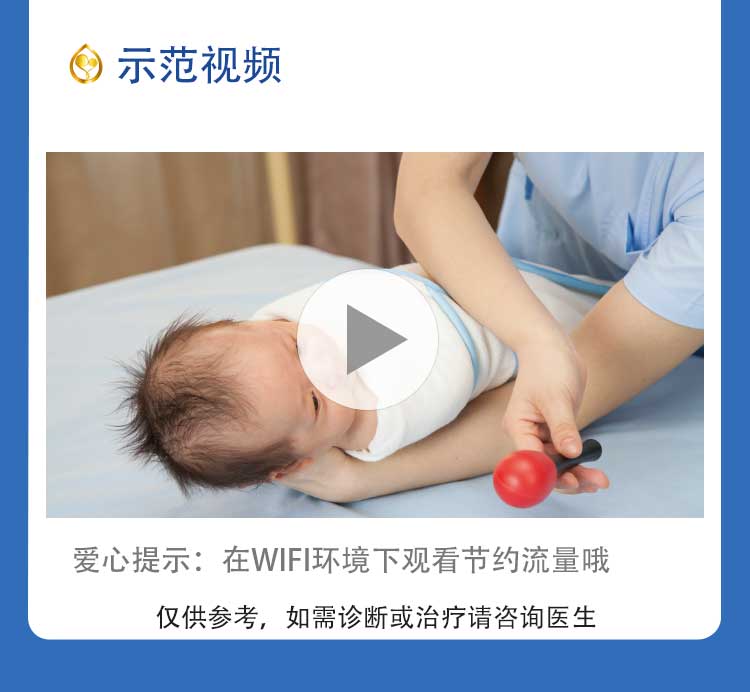 示范视频
爱心提示：在WIFI环境下观看节约流量哦
仅供参考，如需诊断或治疗请咨询医生